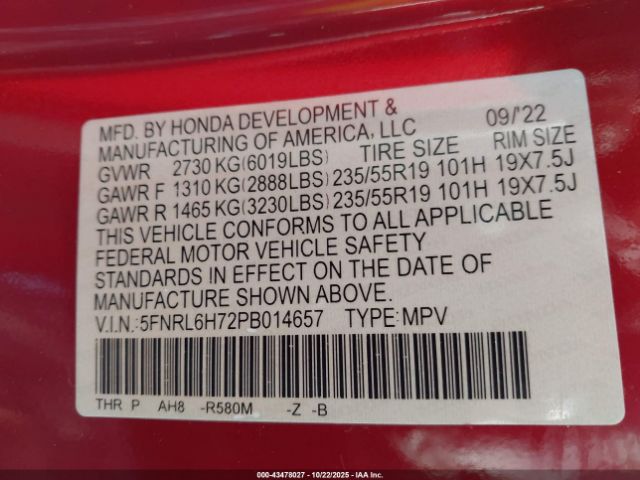 MFD. BY HONDA DEVELOPMENT & 09/'22
MANUFACTURING OF AMERICA, LLC
GVWR 2730 KG(6019LBS) TIRE SIZE RIM SIZE
GAWR F 1310 KG(2888LBS) 235/55R19 101H 19X7.5J
GAWR R 1465 KG(3230LBS) 235/55R19 101H 19X7.5J
THIS VEHICLE CONFORMS TO ALL APPLICABLE
FEDERAL MOTOR VEHICLE SAFETY
STANDARDS IN EFFECT ON THE DATE OF
MANUFACTURE SHOWN ABOVE.
V.I.N.:5FNRL6H72PB014657 TYPE:MPV
THR P AH8 -R580M -Z -B
000-43478027 - 10/22/2025 - IAAI.com